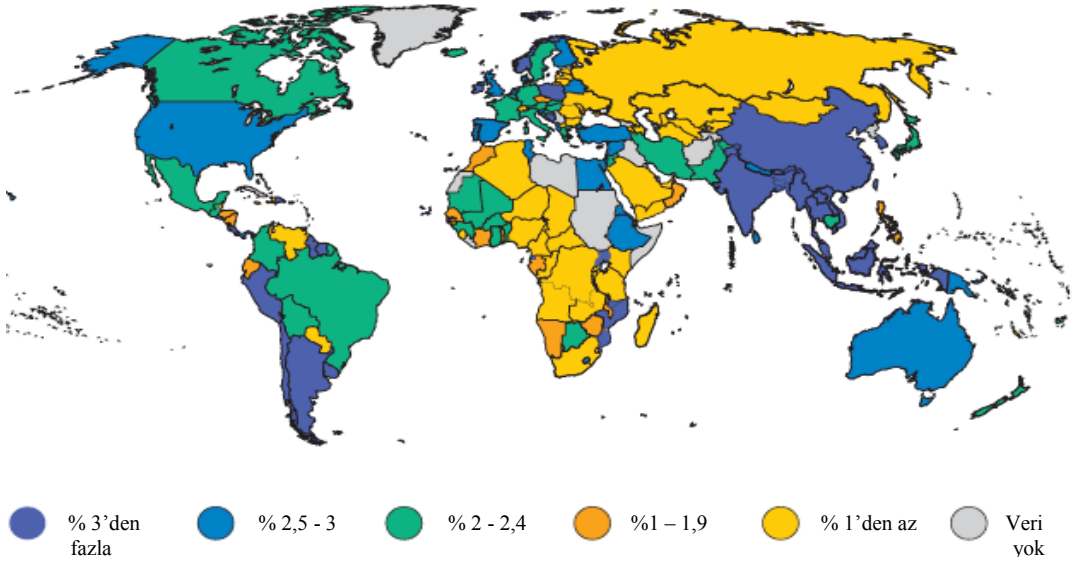 % 3’den
fazla
% 2,5 - 3
% 2 - 2,4
%1 – 1,9
% 1’den az
Veri
yok